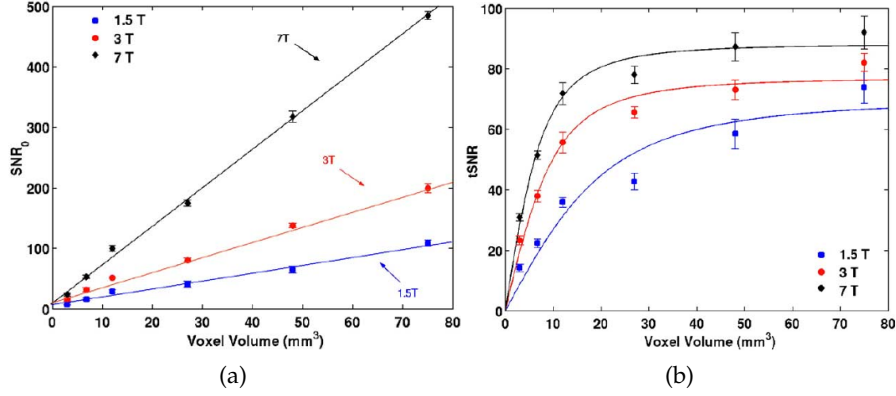 500
400
300
200
100
0
SNR₀
1.5 T
3 T
7 T
7T
3T
1.5T
0 10 20 30 40 50 60 70 80
Voxel Volume (mm³)
(a)
100
80
60
40
20
0
tSNR
1.5 T
3 T
7 T
0 10 20 30 40 50 60 70 80
Voxel Volume (mm³)
(b)